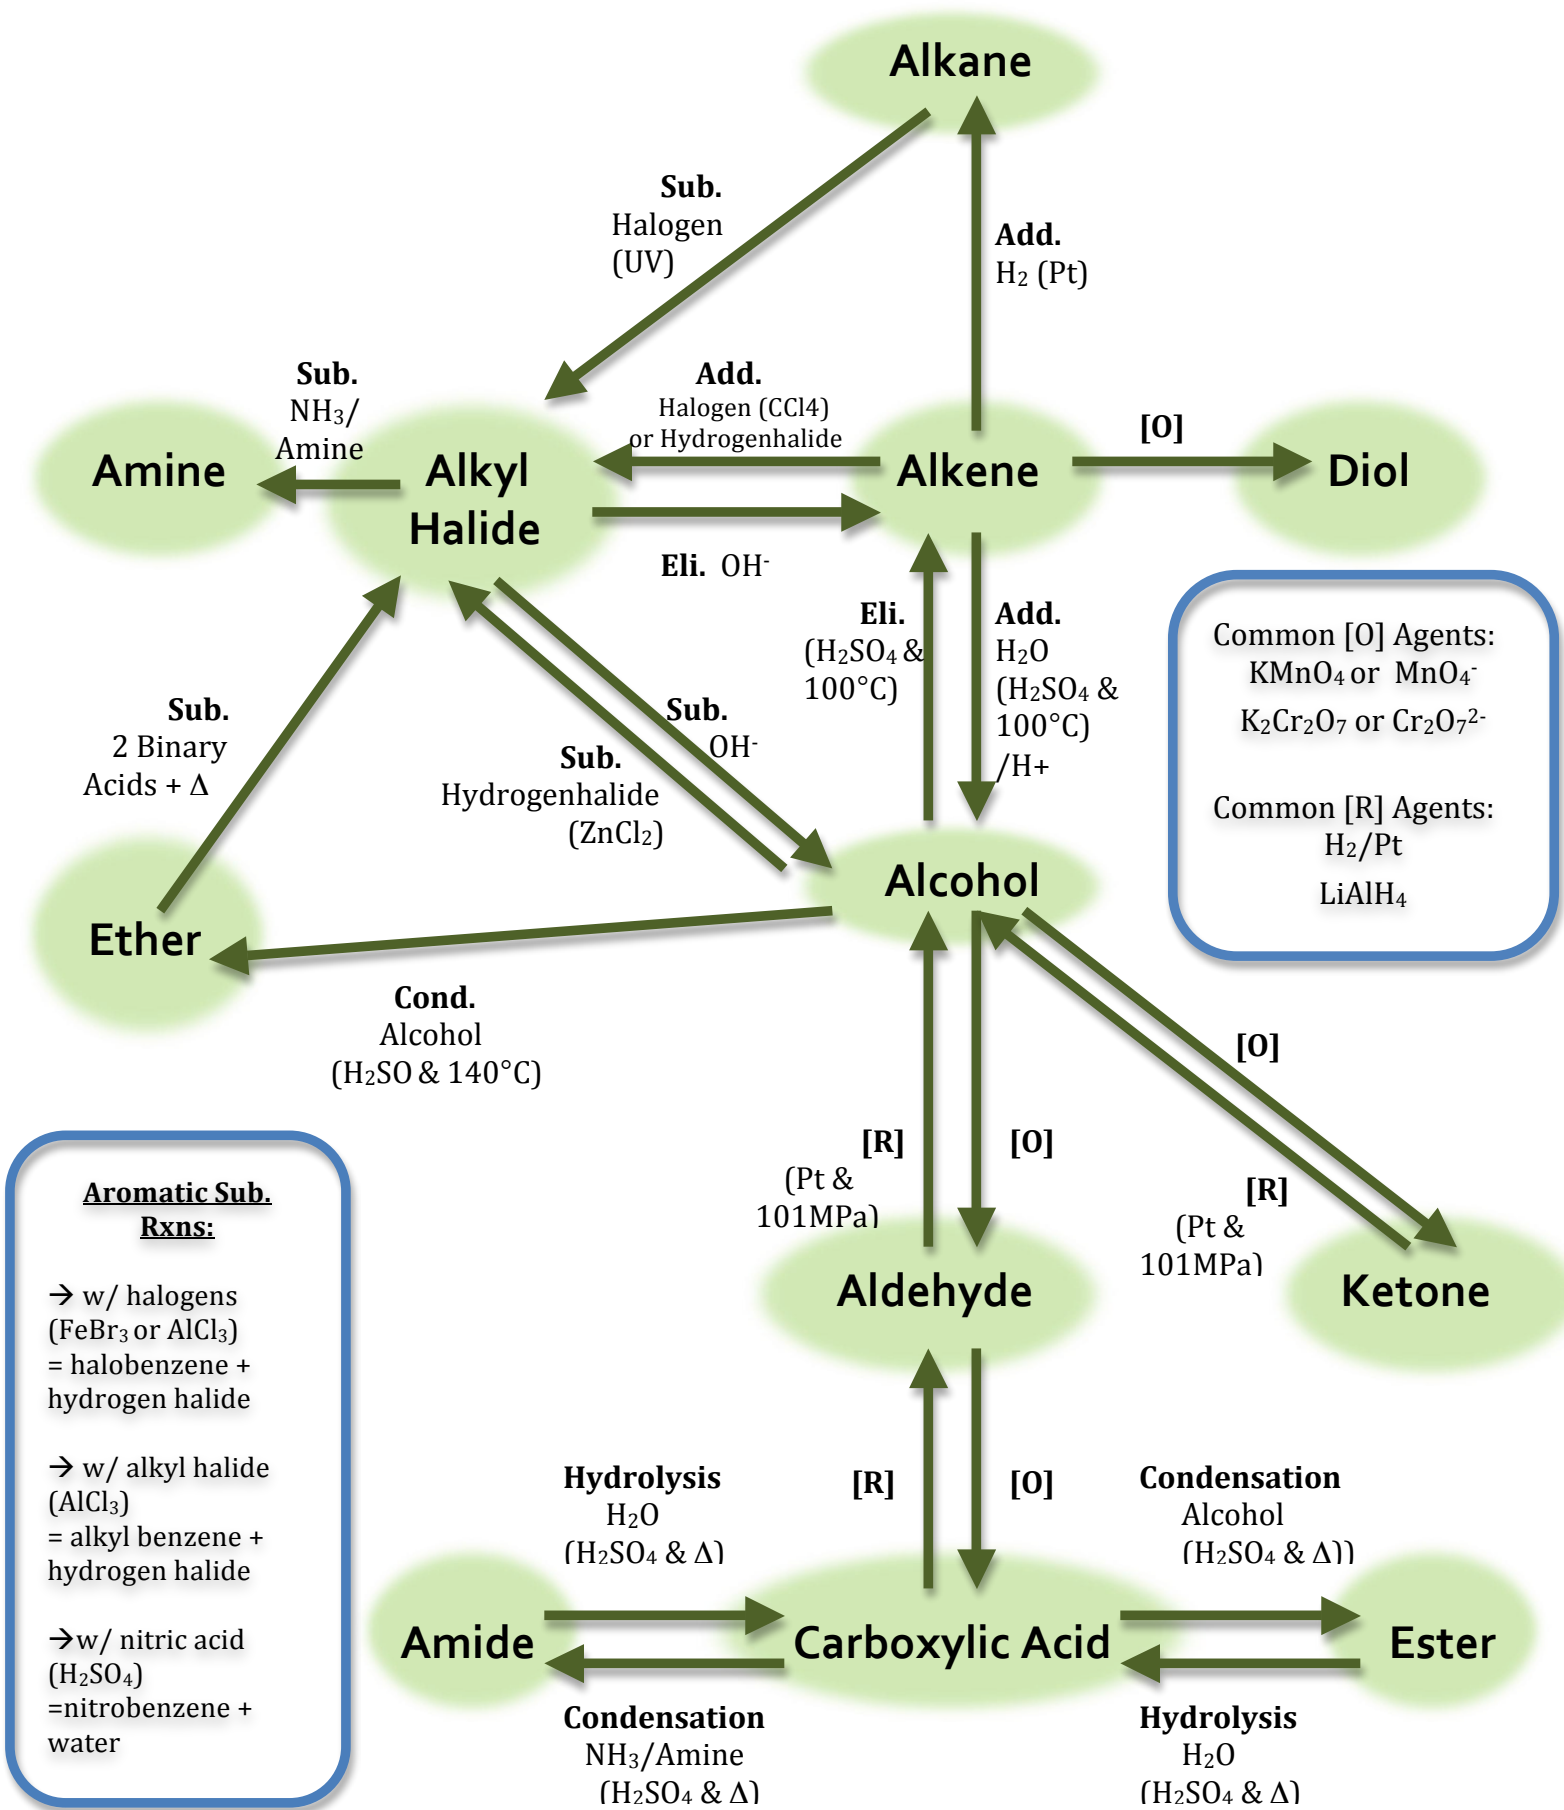 Alkane
Sub.
Halogen
(UV)
Add.
H₂ (Pt)
Sub.
NH₃/
Amine
Add.
Halogen (CCl4)
or Hydrogenhalide
[O]
Amine
Alkyl
Halide
Alkene
Diol
Eli. OH⁻
Eli.
(H₂SO₄ &
100°C)
Add.
H₂O
(H₂SO₄ &
100°C)
/H+
Common [O] Agents:
KMnO₄ or MnO₄⁻
K₂Cr₂O₇ or Cr₂O₇²⁻
Common [R] Agents:
H₂/Pt
LiAlH₄
Sub.
2 Binary
Acids + Δ
Sub.
OH⁻
Sub.
Hydrogenhalide
(ZnCl₂)
Alcohol
Ether
Cond.
Alcohol
(H₂SO & 140°C)
[O]
[R]
(Pt &
101MPa)
[O]
[R]
(Pt &
101MPa)
Aromatic Sub.
Rxns:
→ w/ halogens
(FeBr₃ or AlCl₃)
= halobenzene +
hydrogen halide
→ w/ alkyl halide
(AlCl₃)
= alkyl benzene +
hydrogen halide
→w/ nitric acid
(H₂SO₄)
=nitrobenzene +
water
Aldehyde
Ketone
Hydrolysis
H₂O
(H₂SO₄ & Δ)
[R]
[O]
Condensation
Alcohol
(H₂SO₄ & Δ))
Amide
Carboxylic Acid
Ester
Condensation
NH₃/Amine
(H₂SO₄ & Δ)
Hydrolysis
H₂O
(H₂SO₄ & Δ)